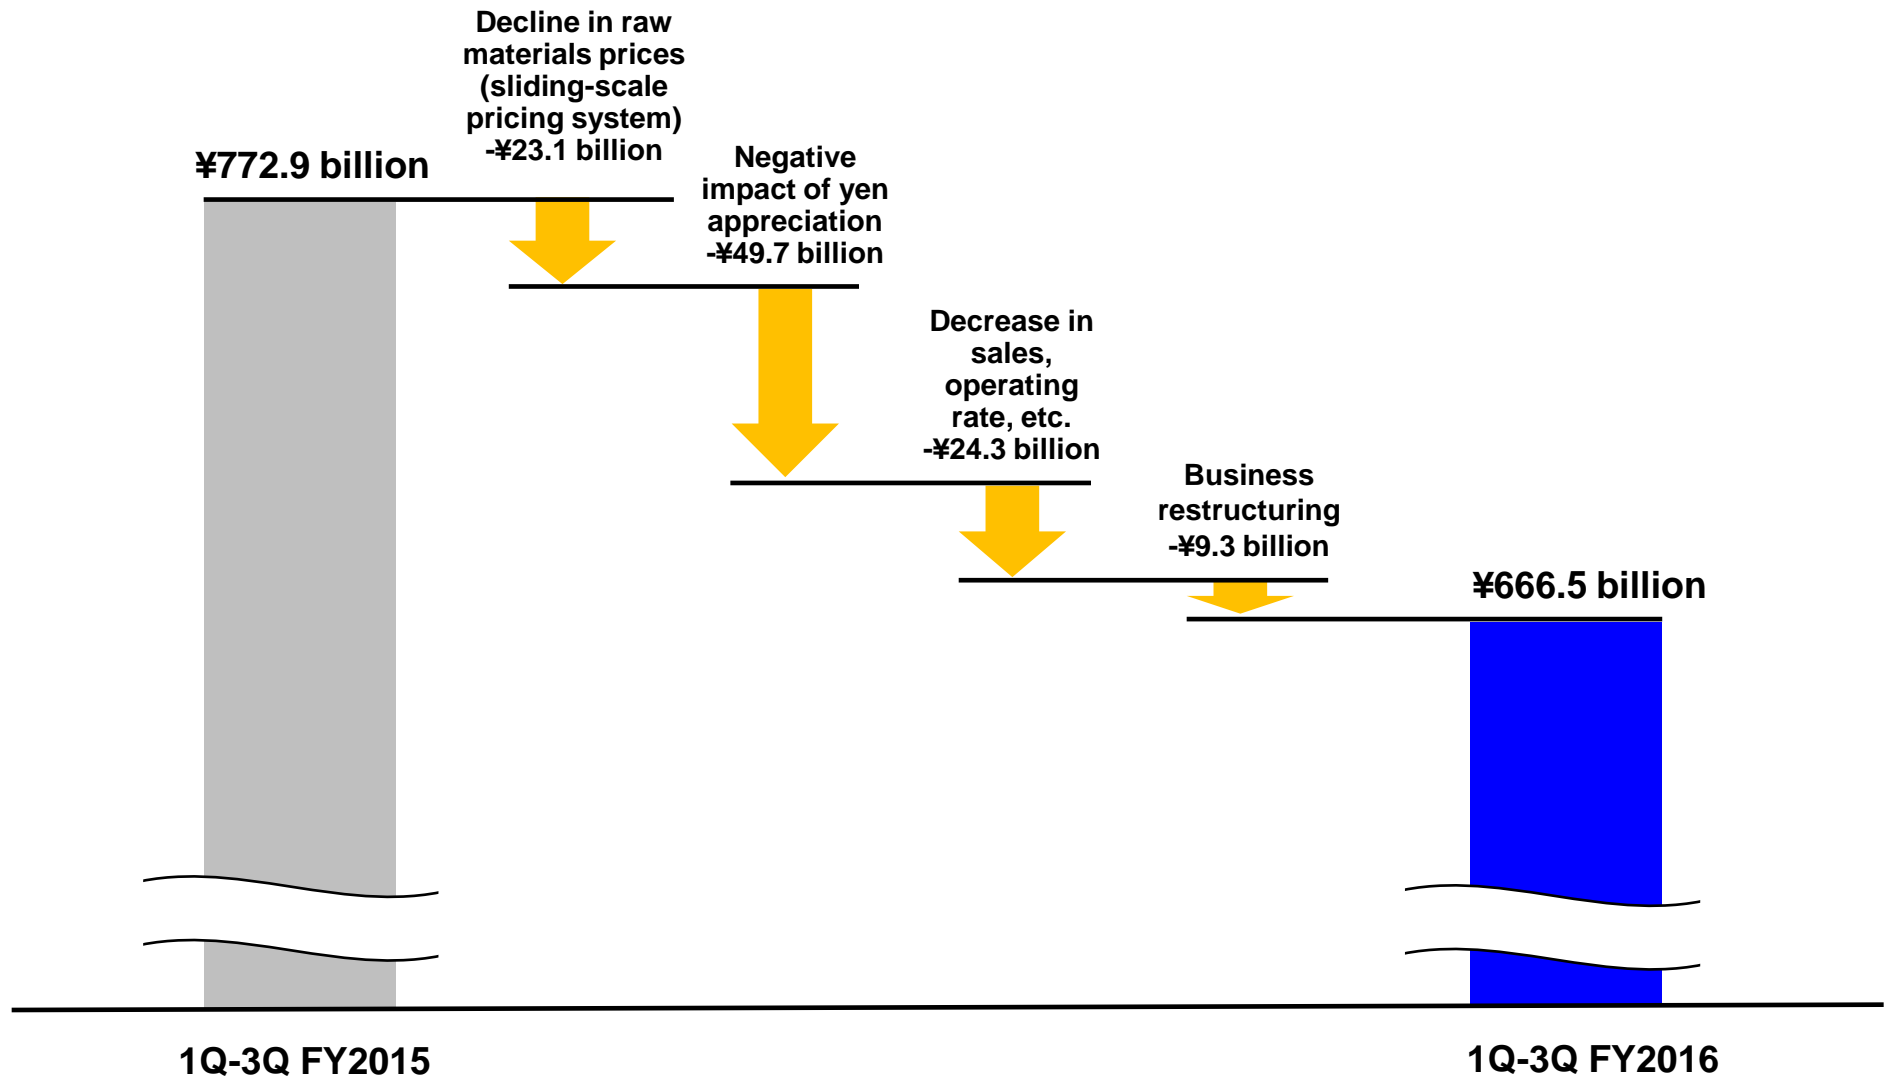 Decline in raw
materials prices
(sliding-scale
pricing system)
-¥23.1 billion
¥772.9 billion
Negative
impact of yen
appreciation
-¥49.7 billion
Decrease in
sales,
operating
rate, etc.
-¥24.3 billion
Business
restructuring
-¥9.3 billion
¥666.5 billion
1Q-3Q FY2015
1Q-3Q FY2016